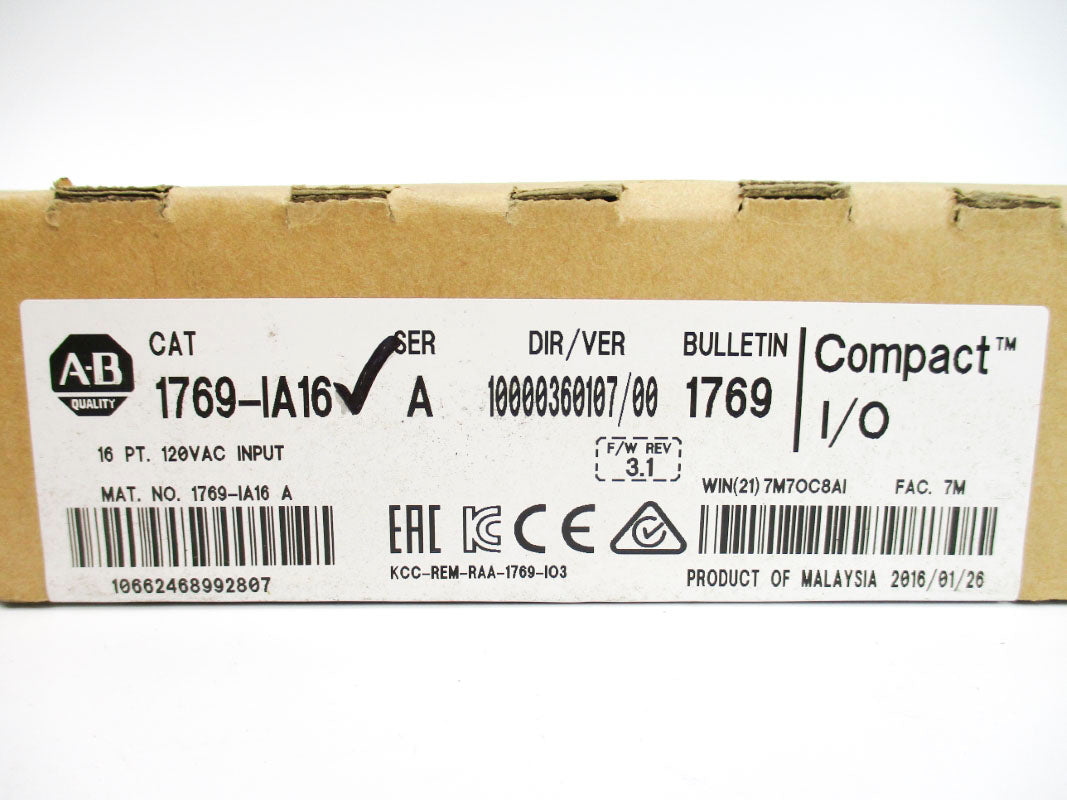 A-B
QUALITY
CAT SER DIR/VER BULLETIN
1769-IA16 A 10000360107/00 1769
Compact™
I/O
16 PT. 120VAC INPUT
F/W REV
3.1
MAT. NO. 1769-IA16 A
WIN(21) 7M70C8AI FAC. 7M
EAC KC CE
KCC-REM-RAA-1769-IO3
10662468992807
PRODUCT OF MALAYSIA 2016/01/26